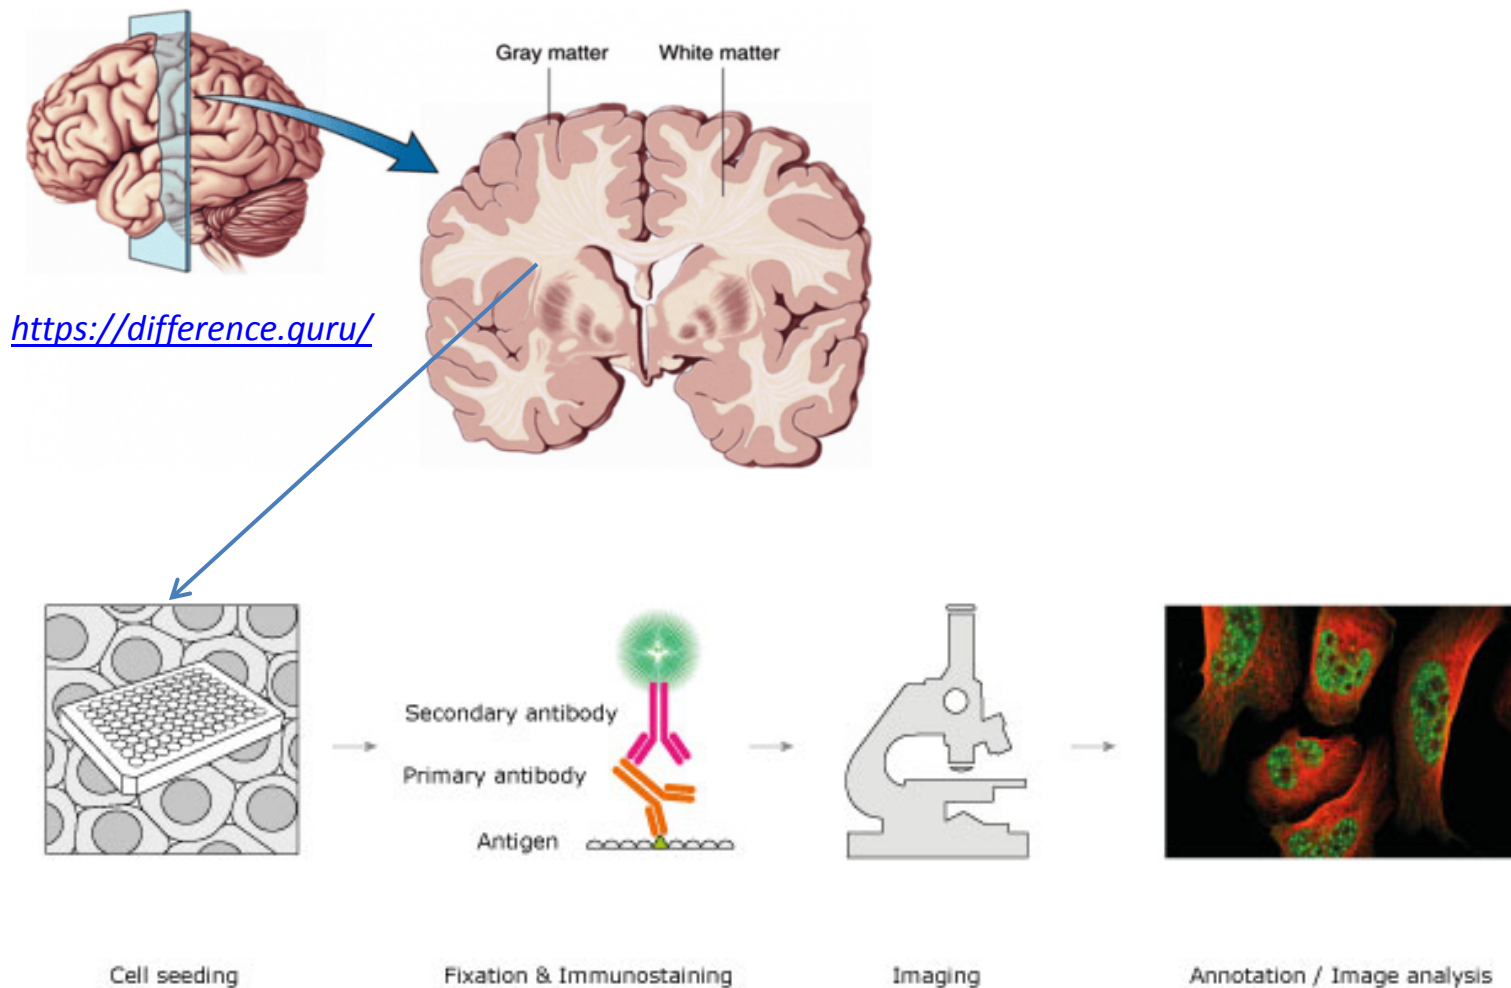 Gray matter
White matter
https://difference.guru/
Secondary antibody
Primary antibody
Antigen
Cell seeding
Fixation & Immunostaining
Imaging
Annotation / Image analysis